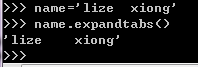 >>> name='lize  xiong'
>>> name.expandtabs()
'lize    xiong'
>>>